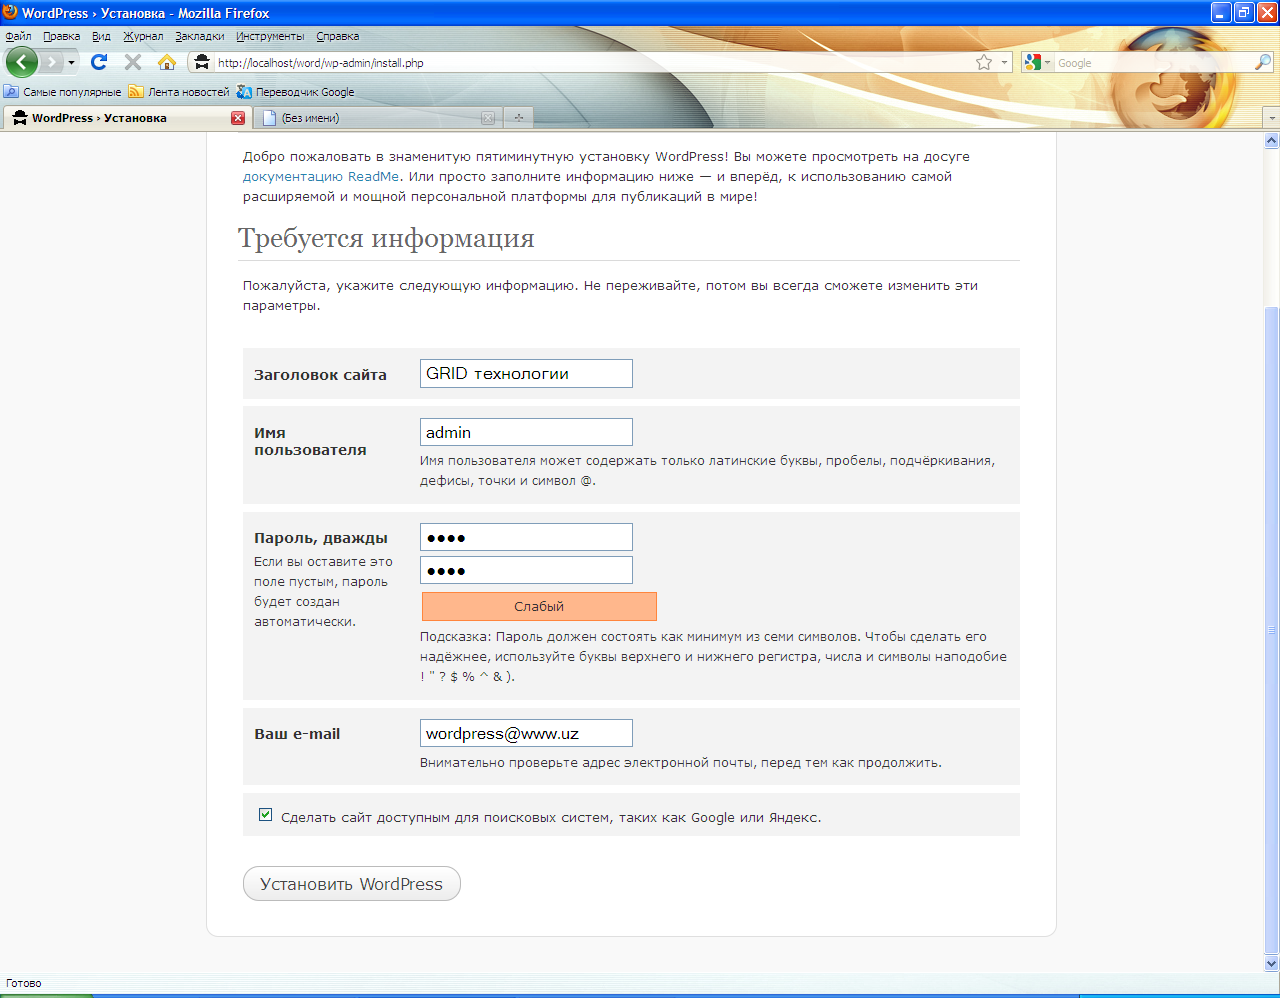 WordPress › Установка - Mozilla Firefox
Файл Правка Вид Журнал Закладки Инструменты Справка
http://localhost/word/wp-admin/install.php
Google
Самые популярные Лента новостей Переводчик Google
WordPress › Установка
(Без имени)
Добро пожаловать в знаменитую пятиминутную установку WordPress! Вы можете просмотреть на досуге
документацию ReadMe. Или просто заполните информацию ниже — и вперёд, к использованию самой
расширяемой и мощной персональной платформы для публикаций в мире!
Требуется информация
Пожалуйста, укажите следующую информацию. Не переживайте, потом вы всегда сможете изменить эти
параметры.
Заголовок сайта
GRID технологии
Имя
пользователя
admin
Имя пользователя может содержать только латинские буквы, пробелы, подчёркивания,
дефисы, точки и символ @.
Пароль, дважды
Если вы оставите это
поле пустым, пароль
будет создан
автоматически.
●●●●
●●●●
Слабый
Подсказка: Пароль должен состоять как минимум из семи символов. Чтобы сделать его
надёжнее, используйте буквы верхнего и нижнего регистра, числа и символы наподобие
! " ? $ % ^ & ).
Ваш e-mail
wordpress@www.uz
Внимательно проверьте адрес электронной почты, перед тем как продолжить.
Сделать сайт доступным для поисковых систем, таких как Google или Яндекс.
Установить WordPress
Готово